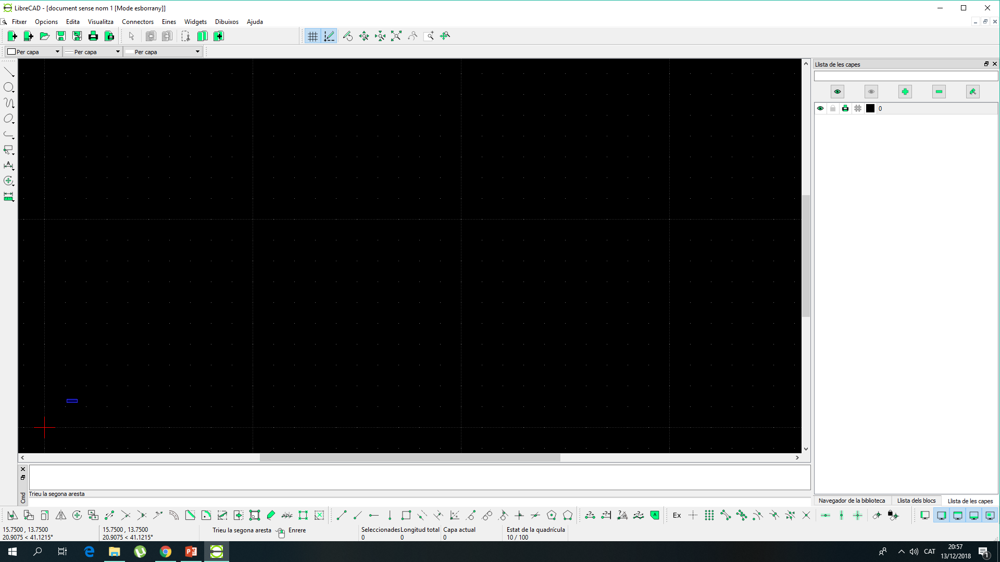 LibreCAD - [document sense nom 1 [Mode esborrany]]
Fitxer Opcions Edita Visualitza Connectors Eines Widgets Dibuixos Ajuda
Per capa Per capa Per capa
Llista de les capes
0
Cmd
Trieu la segona aresta
Navegador de la biblioteca Llista dels blocs Llista de les capes
Ex
15.7500 , 13.7500 15.7500 , 13.7500 Trieu la segona aresta Enrere Seleccionades Longitud total Capa actual Estat de la quadrícula
20.9075 < 41.1215° 20.9075 < 41.1215° 0 0 0 10 / 100
CAT
20:57
13/12/2018
1